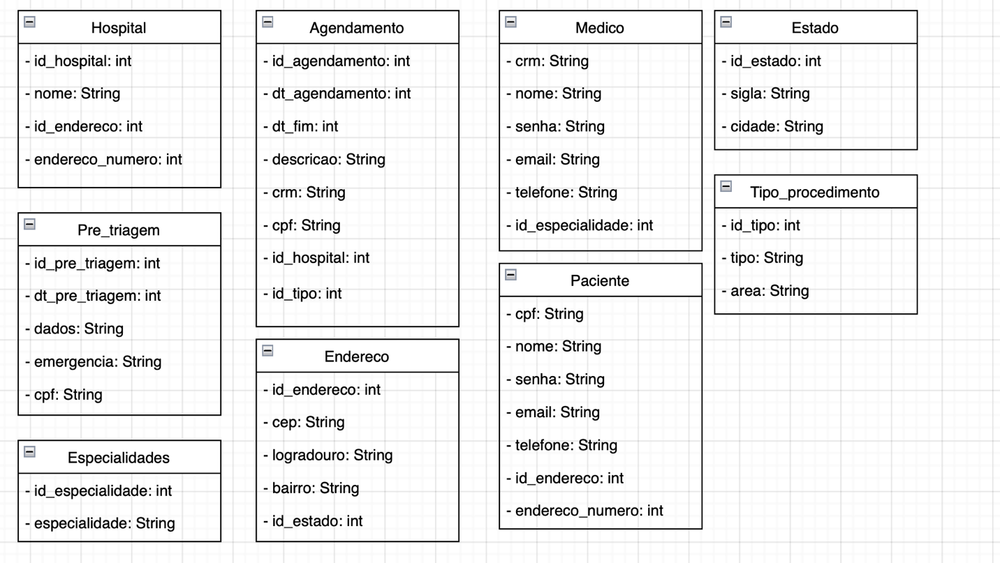 Hospital
- id_hospital: int
- nome: String
- id_endereco: int
- endereco_numero: int
Pre_triagem
- id_pre_triagem: int
- dt_pre_triagem: int
- dados: String
- emergencia: String
- cpf: String
Especialidades
- id_especialidade: int
- especialidade: String
Agendamento
- id_agendamento: int
- dt_agendamento: int
- dt_fim: int
- descricao: String
- crm: String
- cpf: String
- id_hospital: int
- id_tipo: int
Endereco
- id_endereco: int
- cep: String
- logradouro: String
- bairro: String
- id_estado: int
Medico
- crm: String
- nome: String
- senha: String
- email: String
- telefone: String
- id_especialidade: int
Paciente
- cpf: String
- nome: String
- senha: String
- email: String
- telefone: String
- id_endereco: int
- endereco_numero: int
Estado
- id_estado: int
- sigla: String
- cidade: String
Tipo_procedimento
- id_tipo: int
- tipo: String
- area: String